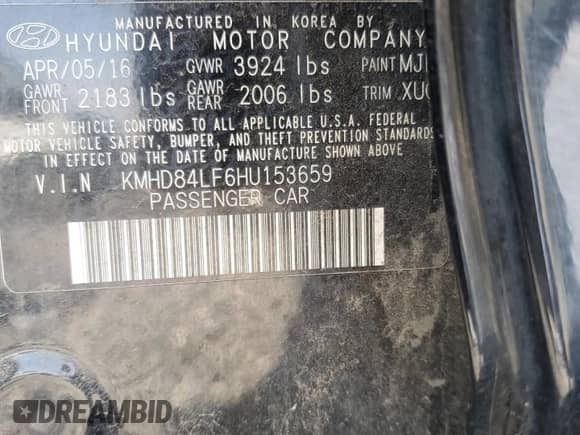 MANUFACTURED IN KOREA BY
HYUNDAI MOTOR COMPANY
APR/05/16 GVWR 3924 lbs PAINT MJ
GAWR FRONT 2183 lbs GAWR REAR 2006 lbs TRIM XU
THIS VEHICLE CONFORMS TO ALL APPLICABLE U.S.A. FEDERAL
MOTOR VEHICLE SAFETY, BUMPER, AND THEFT PREVENTION STANDARDS
IN EFFECT ON THE DATE OF MANUFACTURE SHOWN ABOVE.
V.I.N KMHD84LF6HU153659
PASSENGER CAR
DREAMBID